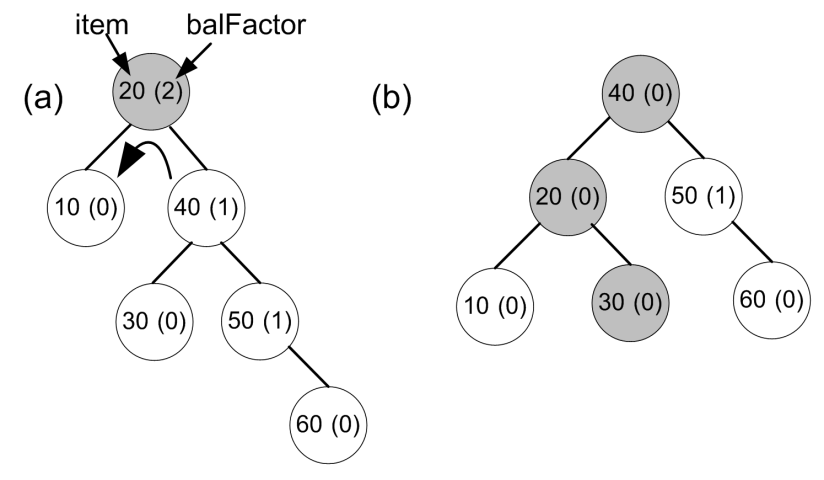 item balFactor
(a)
20 (2)
10 (0) 40 (1)
30 (0) 50 (1)
60 (0)
(b)
40 (0)
20 (0) 50 (1)
10 (0) 30 (0) 60 (0)